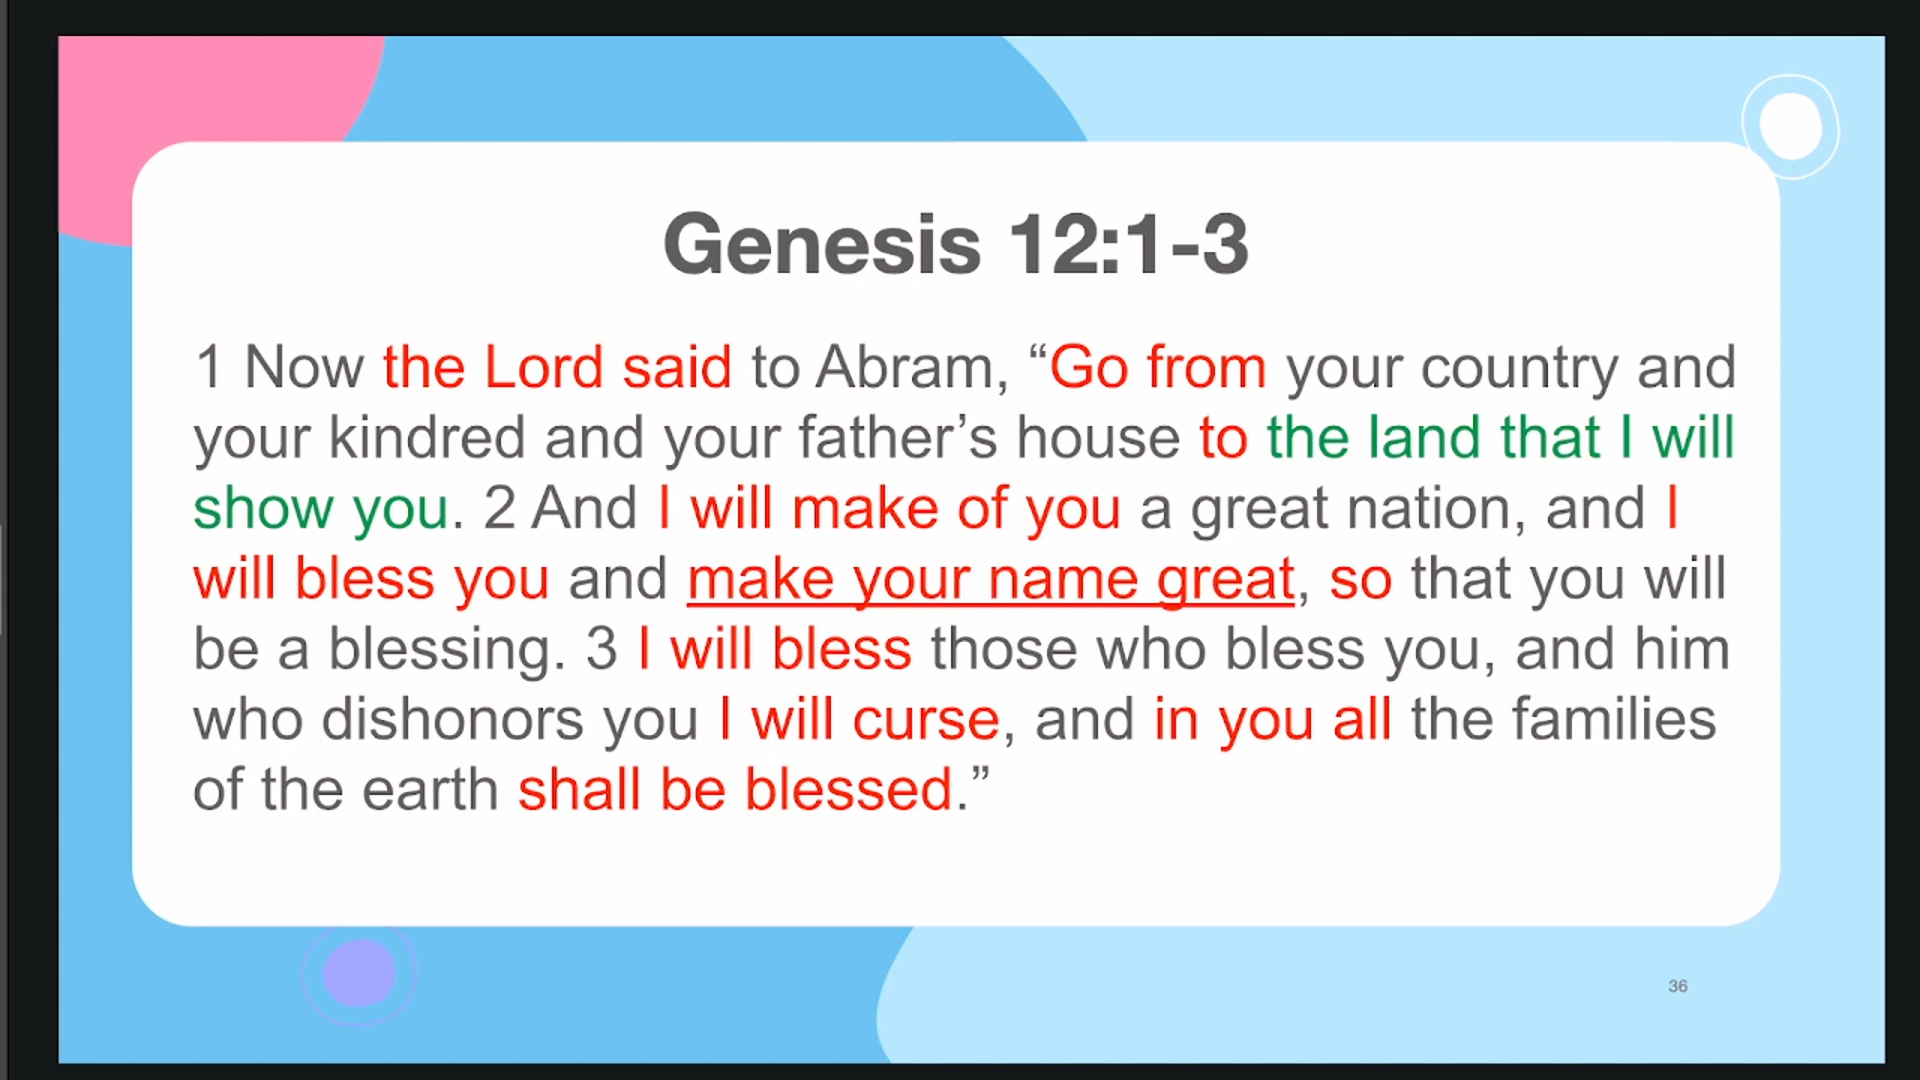 Genesis 12:1-3
1 Now the Lord said to Abram, “Go from your country and
your kindred and your father’s house to the land that I will
show you. 2 And I will make of you a great nation, and I
will bless you and make your name great, so that you will
be a blessing. 3 I will bless those who bless you, and him
who dishonors you I will curse, and in you all the families
of the earth shall be blessed.”
36